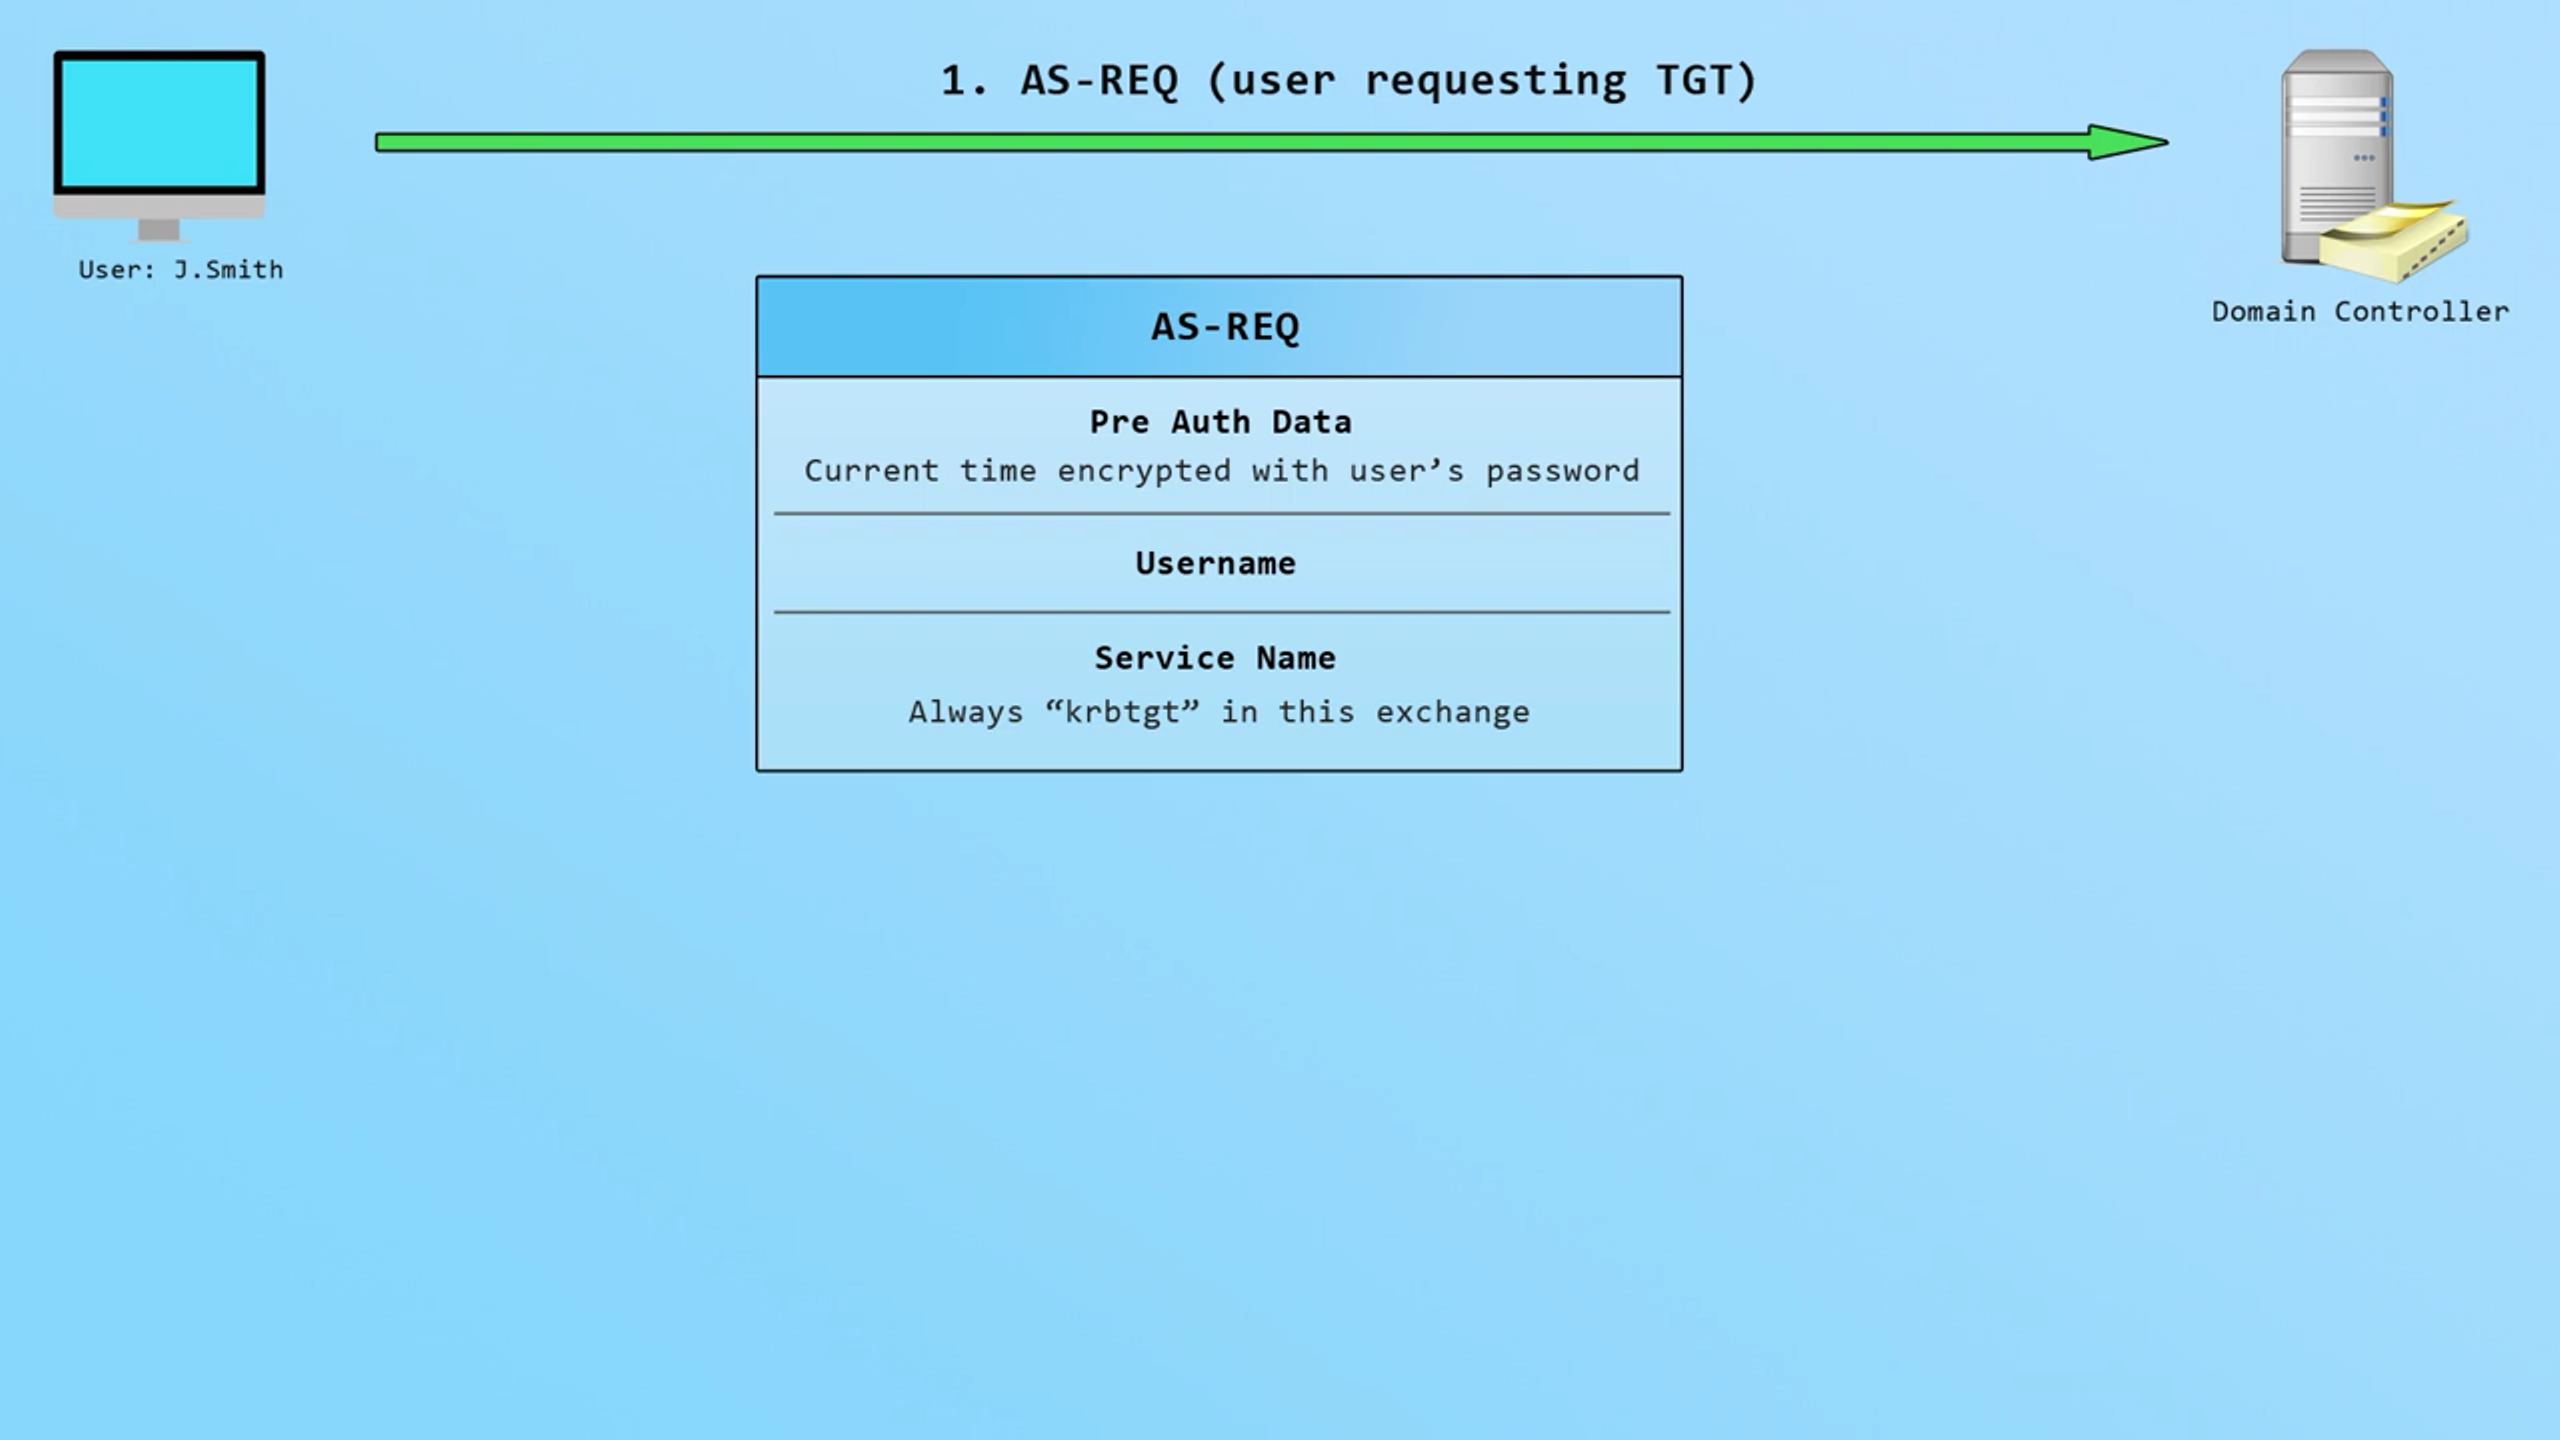 1. AS-REQ (user requesting TGT)
User: J.Smith
Domain Controller
AS-REQ
Pre Auth Data
Current time encrypted with user’s password
Username
Service Name
Always “krbtgt” in this exchange